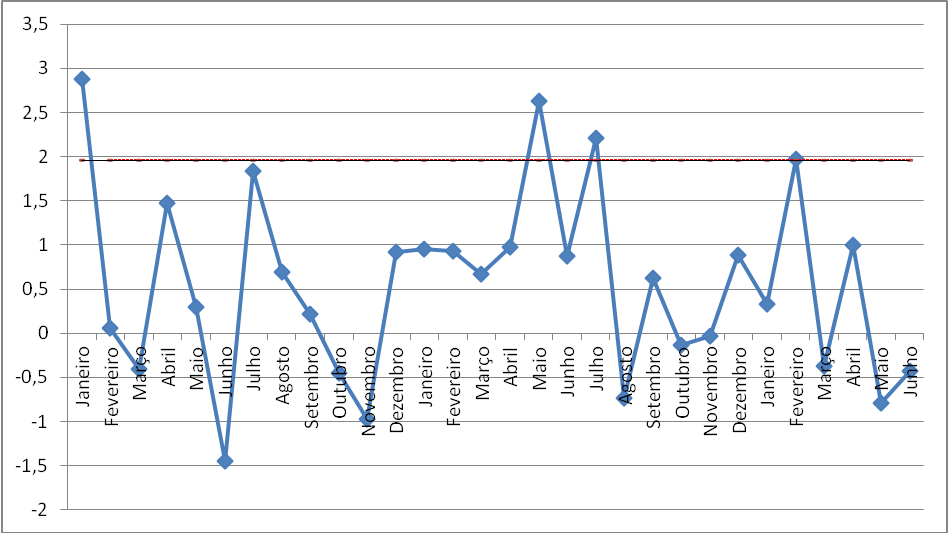 3,5
3
2,5
2
1,5
1
0,5
0
-0,5
-1
-1,5
-2
Janeiro
Fevereiro
Março
Abril
Maio
Junho
Julho
Agosto
Setembro
Outubro
Novembro
Dezembro
Janeiro
Fevereiro
Março
Abril
Maio
Junho
Julho
Agosto
Setembro
Outubro
Novembro
Dezembro
Janeiro
Fevereiro
Março
Abril
Maio
Junho